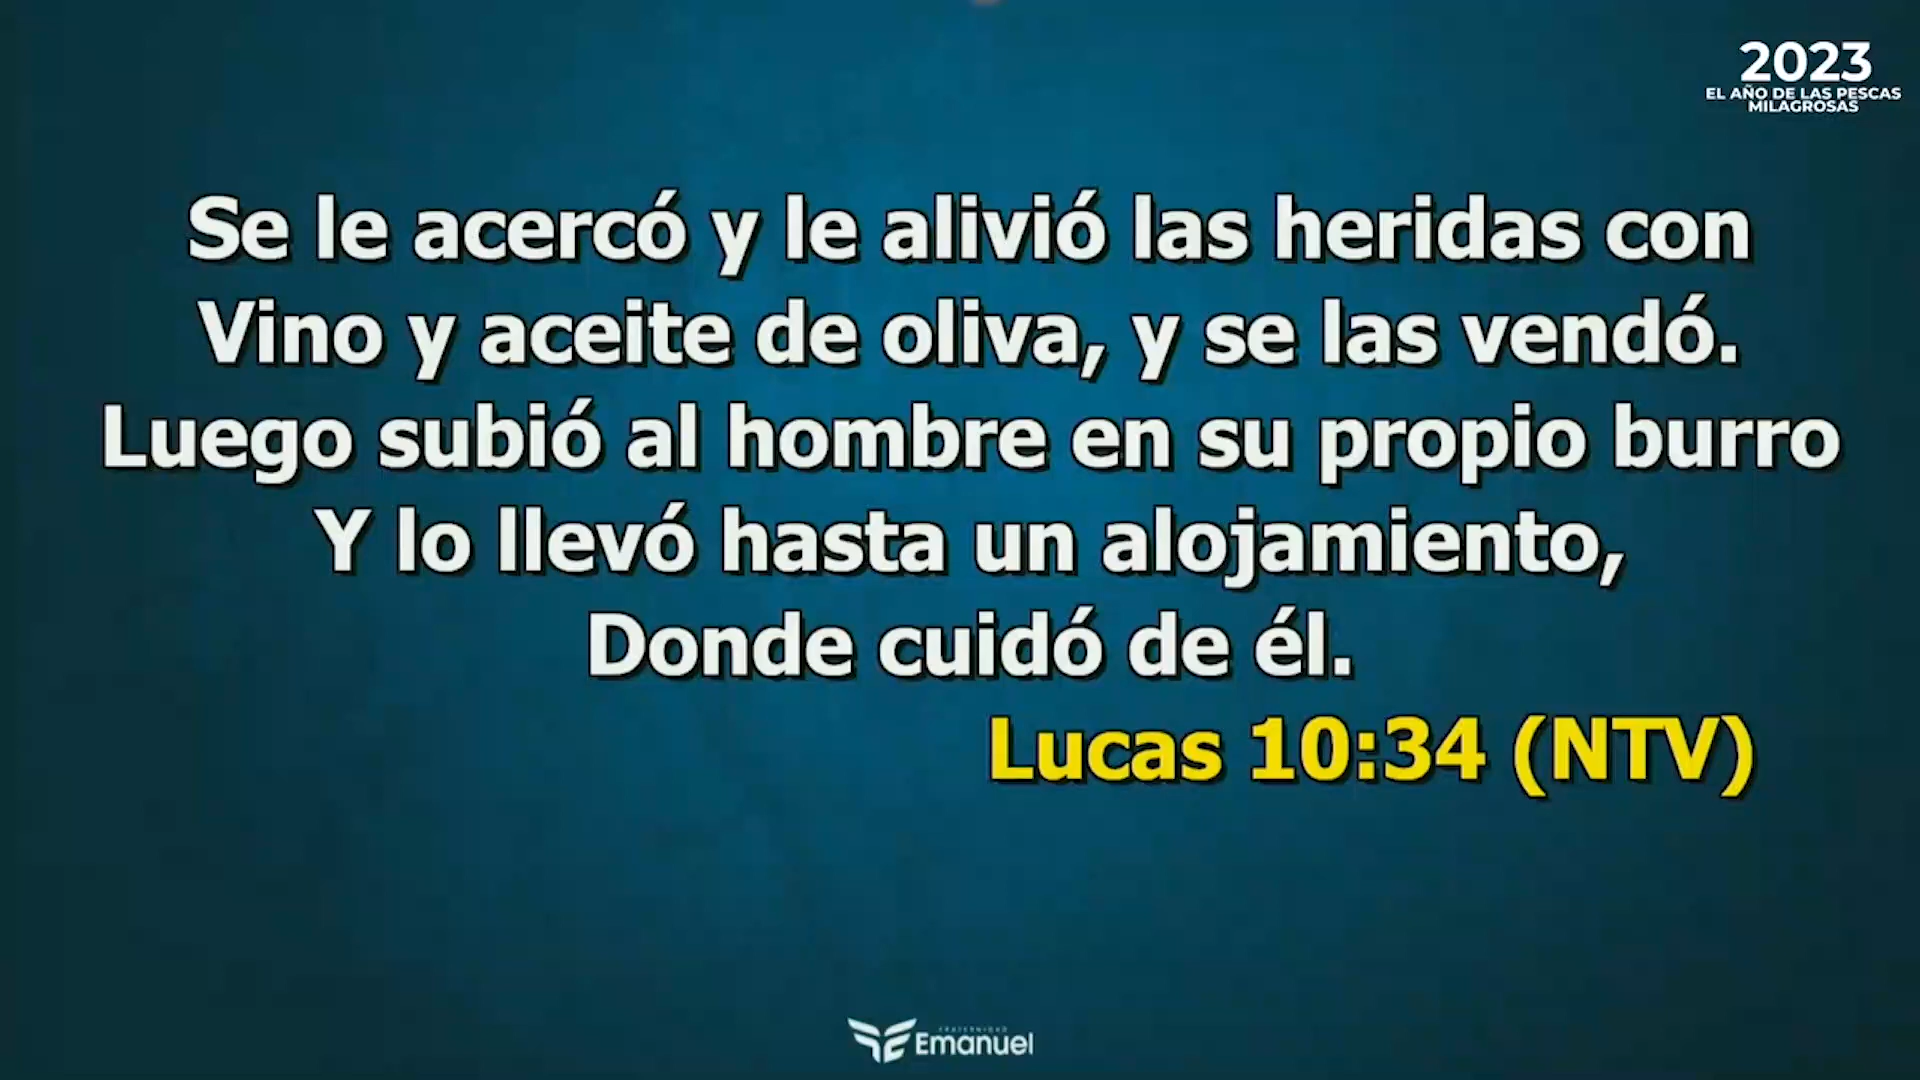 2023
EL AÑO DE LAS PESCAS
MILAGROSAS
Se le acercó y le alivió las heridas con
Vino y aceite de oliva, y se las vendó.
Luego subió al hombre en su propio burro
Y lo llevó hasta un alojamiento,
Donde cuidó de él.
Lucas 10:34 (NTV)
FRATERNIDAD
Emanuel